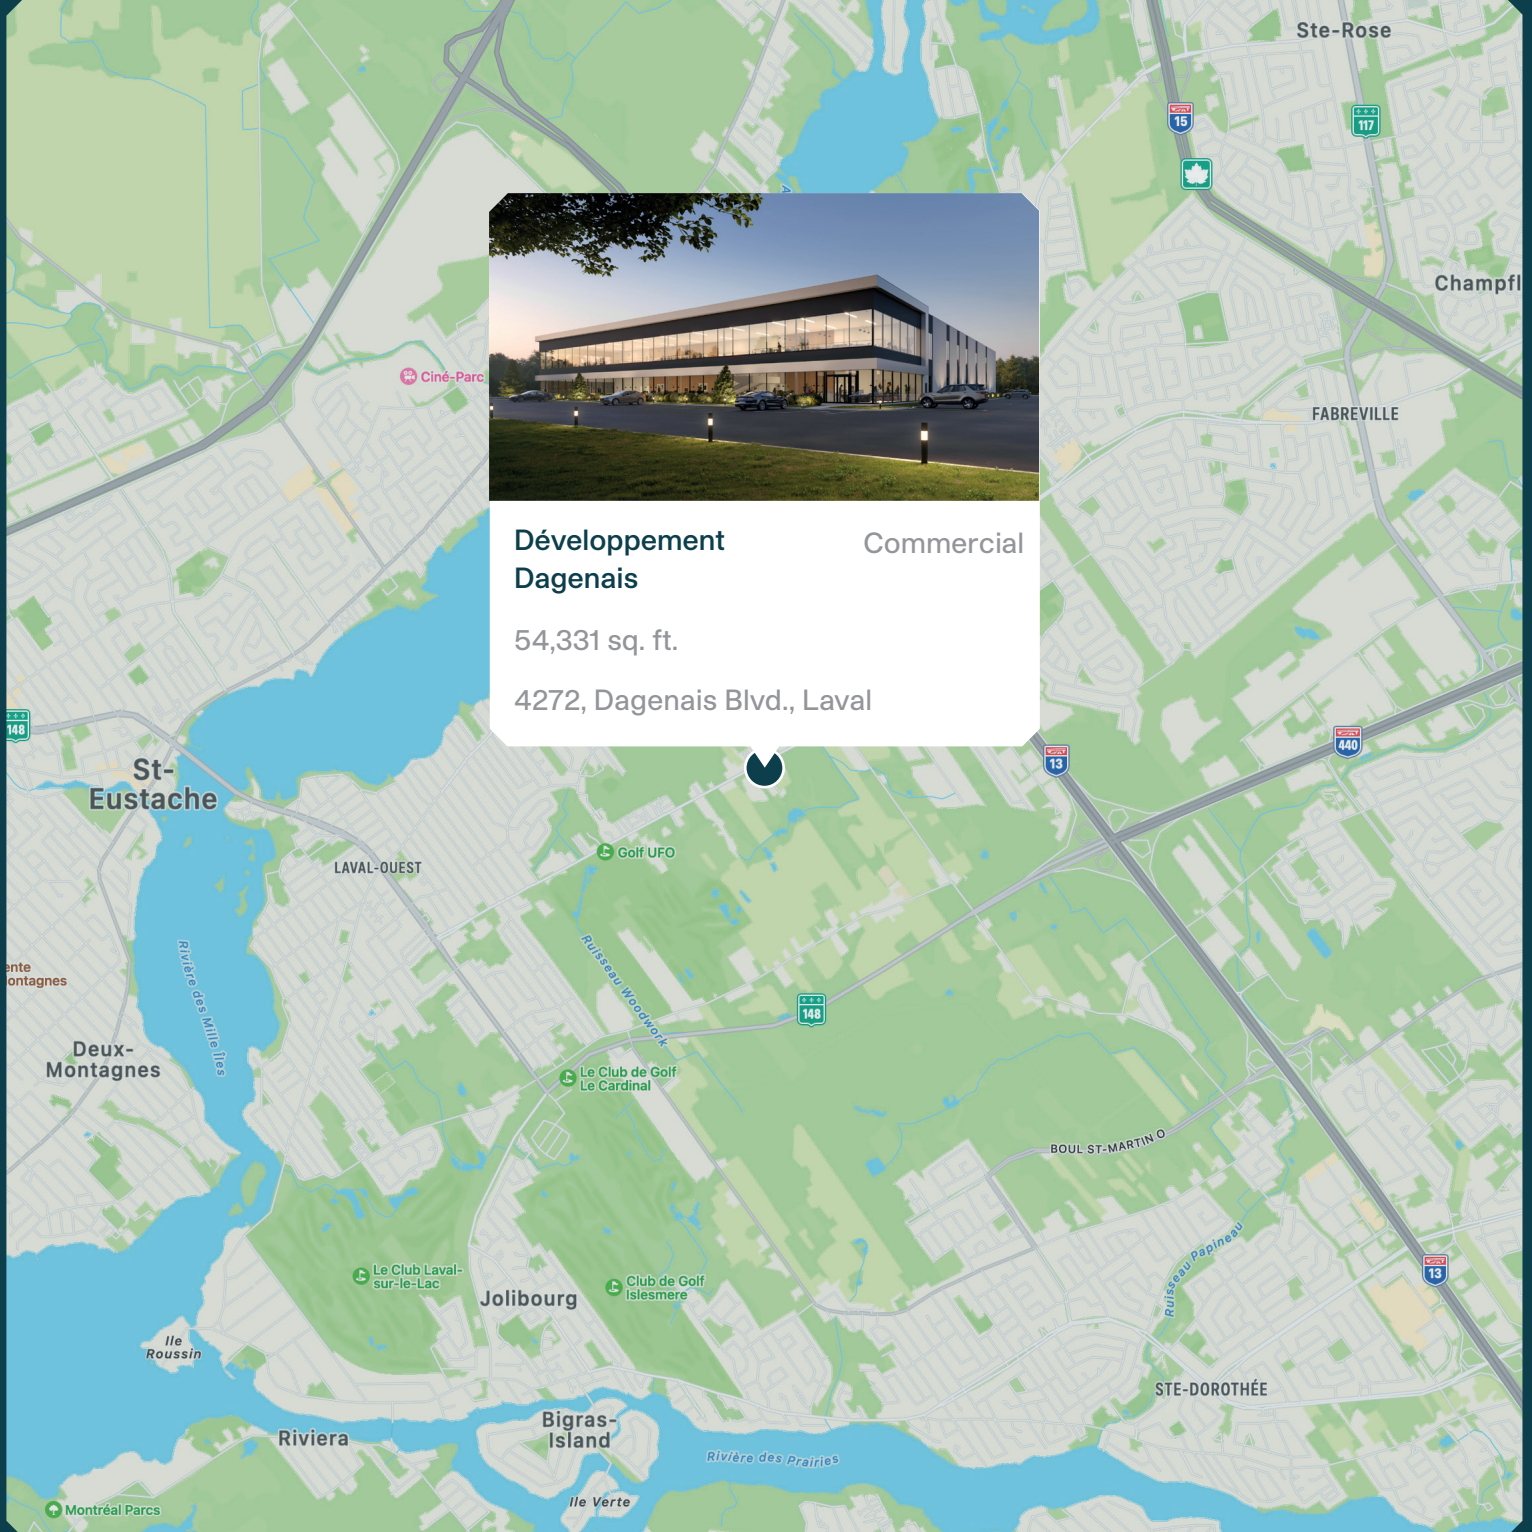 Ste-Rose
15
117
Champfl
Ciné-Parc
FABREVILLE
Développement
Dagenais
Commercial
54,331 sq. ft.
4272, Dagenais Blvd., Laval
148
440
13
St-
Eustache
Golf UFO
LAVAL-OUEST
Rivière des Mille Îles
Ruisseau Woodwork
ente
ontagnes
148
Deux-
Montagnes
Le Club de Golf
Le Cardinal
BOUL ST-MARTIN O
Ruisseau Papineau
13
Le Club Laval-
sur-le-Lac
Club de Golf
Islesmere
Jolibourg
Ile
Roussin
STE-DOROTHÉE
Bigras-
Island
Riviera
Rivière des Prairies
Ile Verte
Montréal Parcs